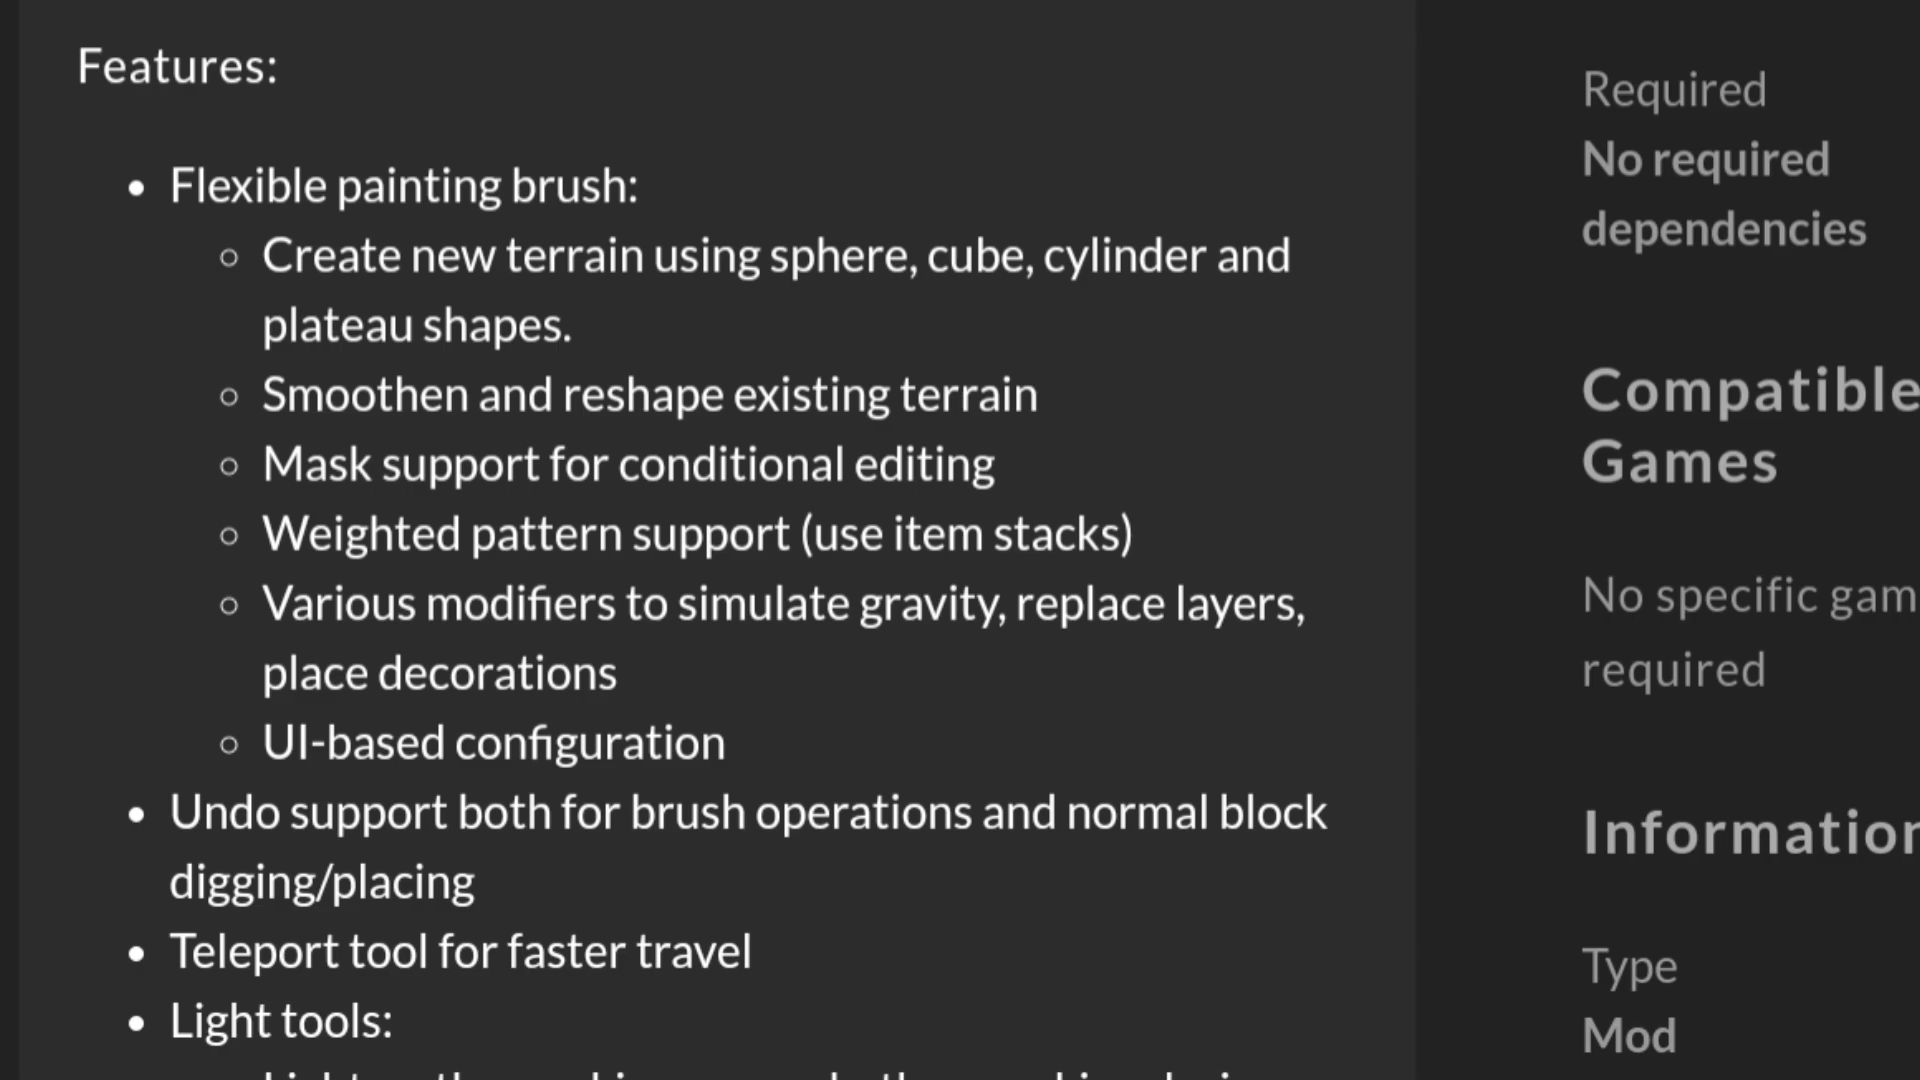 Features:
• Flexible painting brush:
◦ Create new terrain using sphere, cube, cylinder and
plateau shapes.
◦ Smoothen and reshape existing terrain
◦ Mask support for conditional editing
◦ Weighted pattern support (use item stacks)
◦ Various modifiers to simulate gravity, replace layers,
place decorations
◦ UI-based configuration
• Undo support both for brush operations and normal block
digging/placing
• Teleport tool for faster travel
• Light tools:
Required
No required
dependencies
Compatible
Games
No specific gam
required
Information
Type
Mod